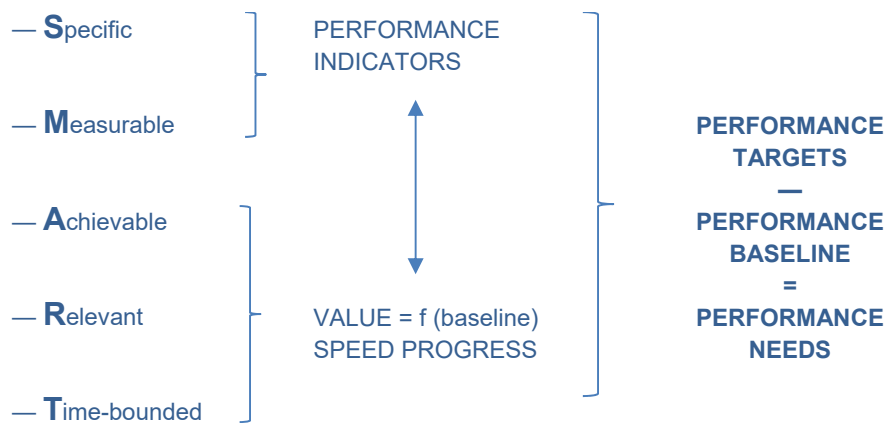 — Specific
— Measurable
— Achievable
— Relevant
— Time-bounded
PERFORMANCE
INDICATORS
VALUE = f (baseline)
SPEED PROGRESS
PERFORMANCE
TARGETS
—
PERFORMANCE
BASELINE
=
PERFORMANCE
NEEDS